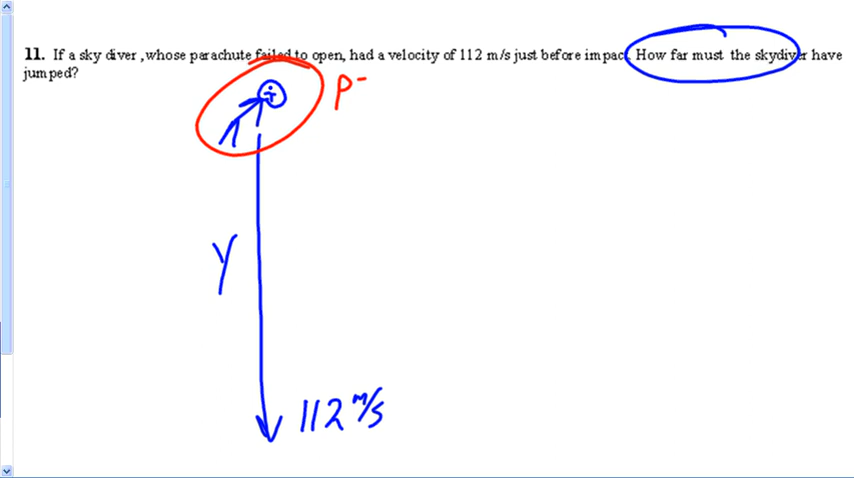 11. If a sky diver ,whose parachute failed to open, had a velocity of 112 m/s just before impact. How far must the skydiver have
jumped?
P-
Y
112 m/s